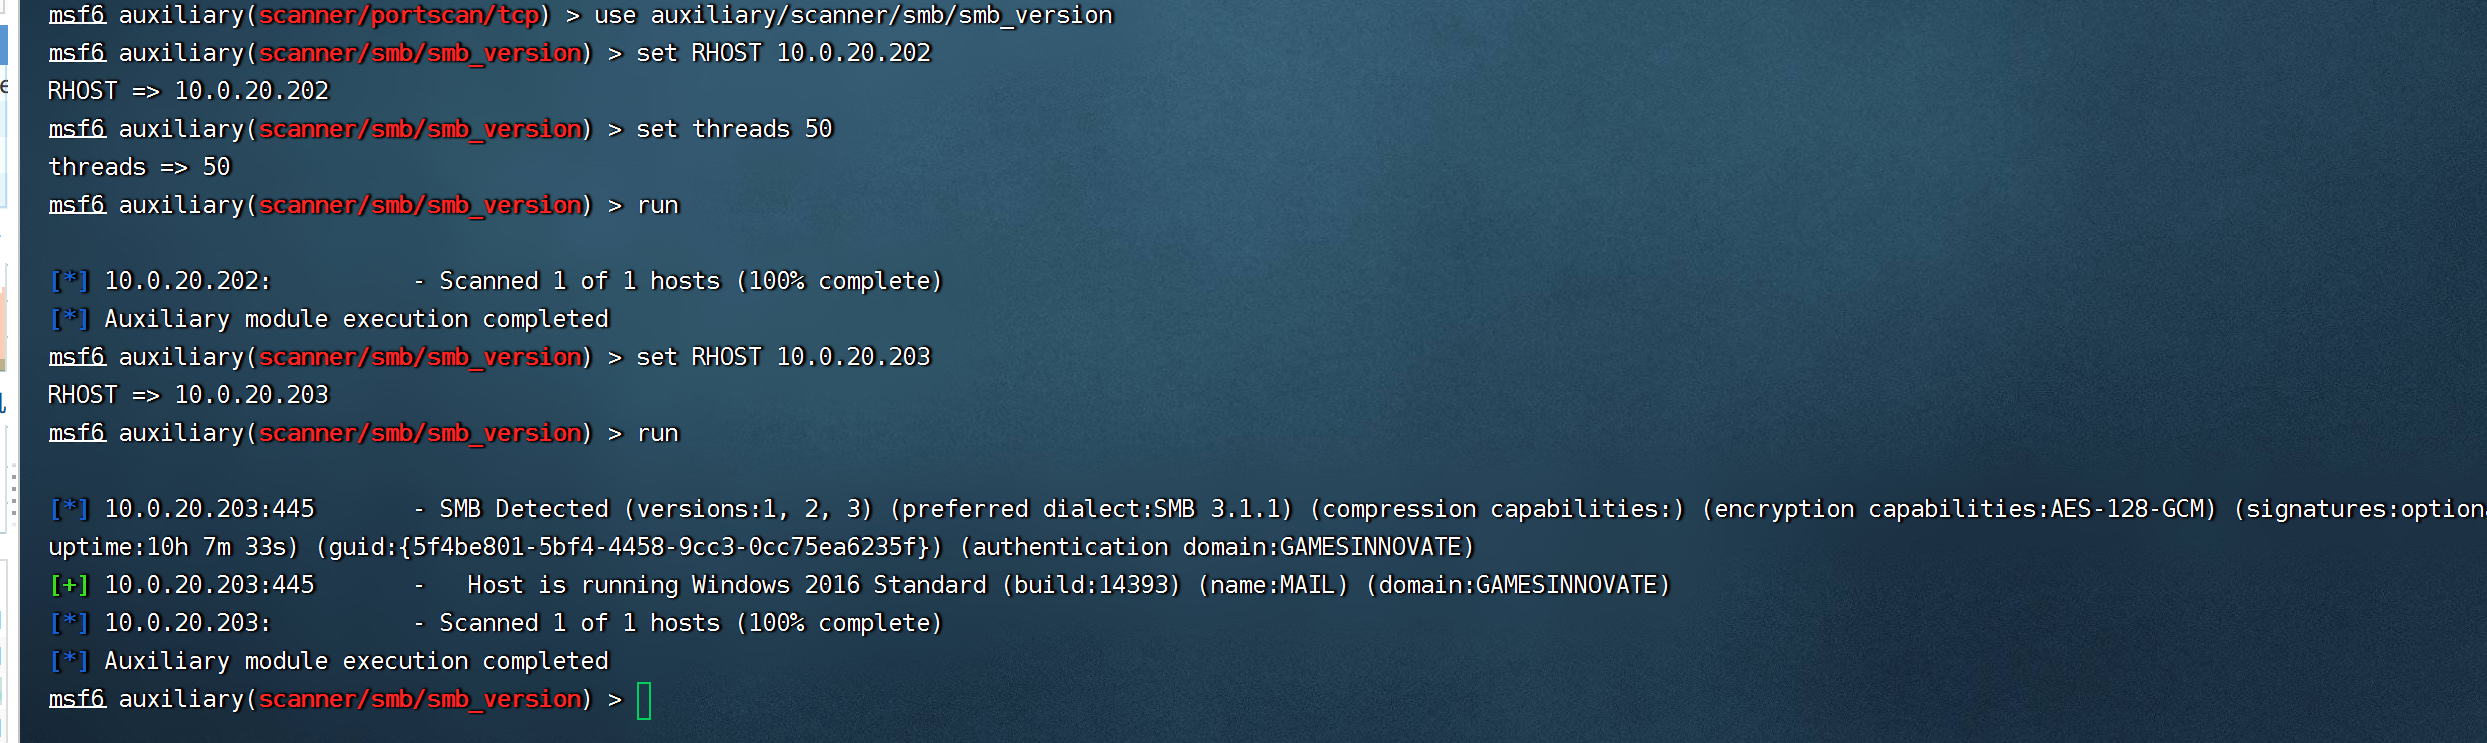 msf6 auxiliary(scanner/portscan/tcp) > use auxiliary/scanner/smb/smb_version
msf6 auxiliary(scanner/smb/smb_version) > set RHOST 10.0.20.202
RHOST => 10.0.20.202
msf6 auxiliary(scanner/smb/smb_version) > set threads 50
threads => 50
msf6 auxiliary(scanner/smb/smb_version) > run
[*] 10.0.20.202:          - Scanned 1 of 1 hosts (100% complete)
[*] Auxiliary module execution completed
msf6 auxiliary(scanner/smb/smb_version) > set RHOST 10.0.20.203
RHOST => 10.0.20.203
msf6 auxiliary(scanner/smb/smb_version) > run
[*] 10.0.20.203:445       - SMB Detected (versions:1, 2, 3) (preferred dialect:SMB 3.1.1) (compression capabilities:) (encryption capabilities:AES-128-GCM) (signatures:optiona
uptime:10h 7m 33s) (guid:{5f4be801-5bf4-4458-9cc3-0cc75ea6235f}) (authentication domain:GAMESINNOVATE)
[+] 10.0.20.203:445       -   Host is running Windows 2016 Standard (build:14393) (name:MAIL) (domain:GAMESINNOVATE)
[*] 10.0.20.203:          - Scanned 1 of 1 hosts (100% complete)
[*] Auxiliary module execution completed
msf6 auxiliary(scanner/smb/smb_version) >